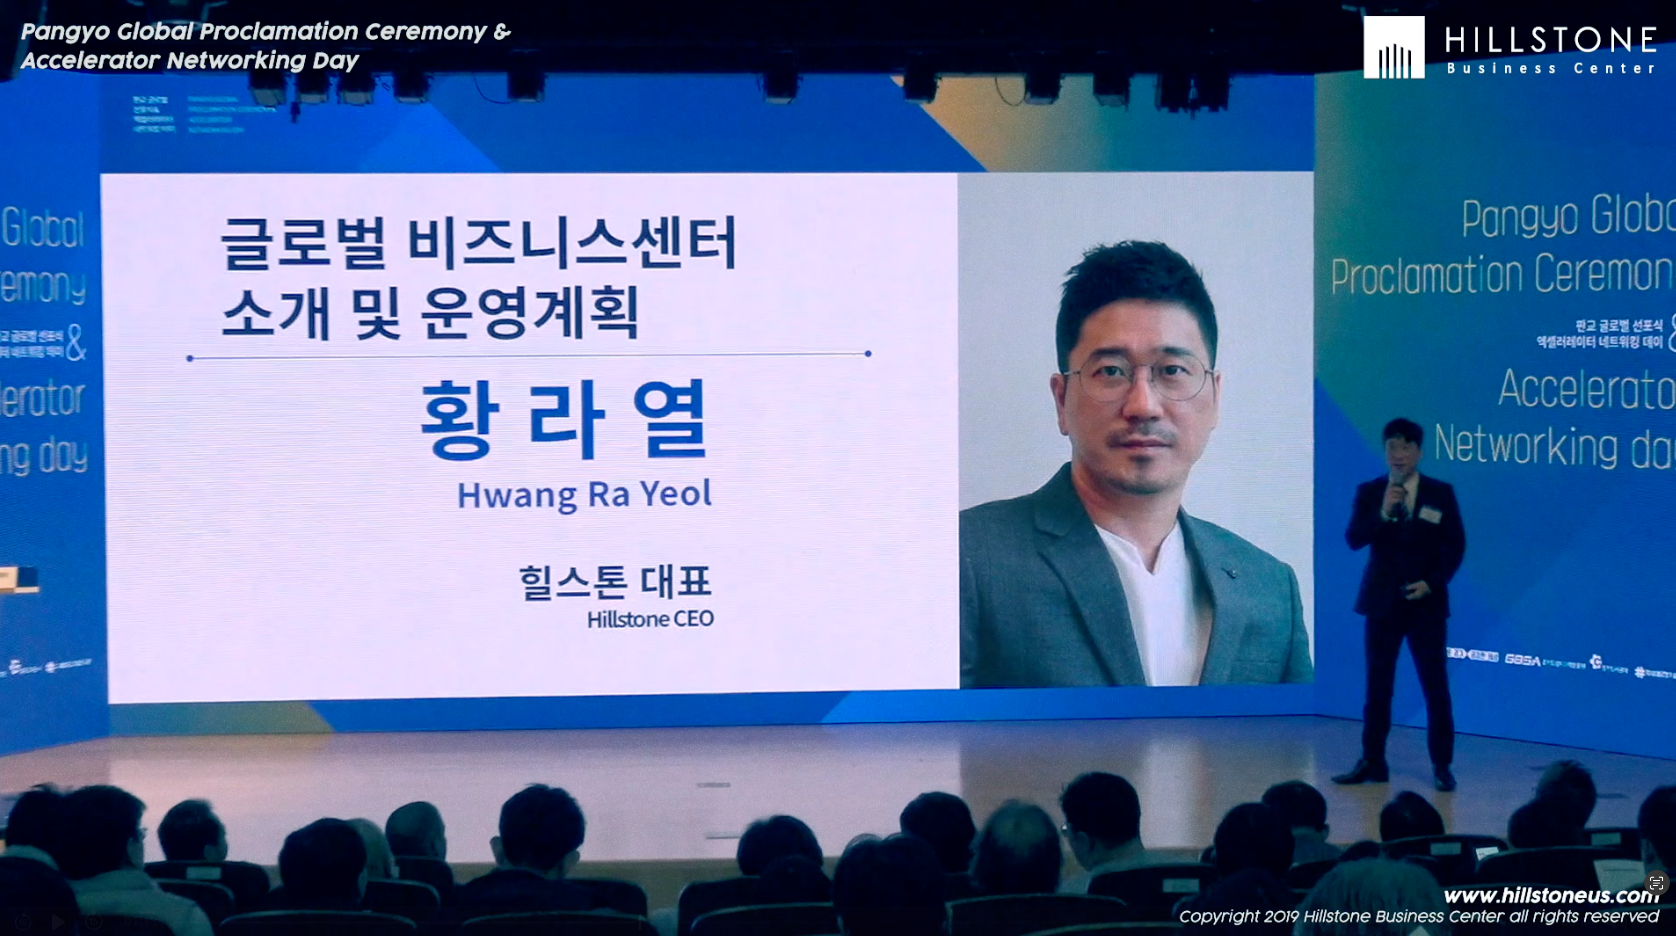 Pangyo Global Proclamation Ceremony &
Accelerator Networking Day
HILLSTONE
Business Center
글로벌 비즈니스센터
소개 및 운영계획
황 라 열
Hwang Ra Yeol
힐스톤 대표
Hillstone CEO
Global
emony
&
lerator
ng day
Pangyo Globa
Proclamation Ceremon
판교 글로벌 선포식
액셀러레이터 네트워킹 데이
Accelerato
Networking da
www.hillstoneus.com
Copyright 2019 Hillstone Business Center all rights reserved